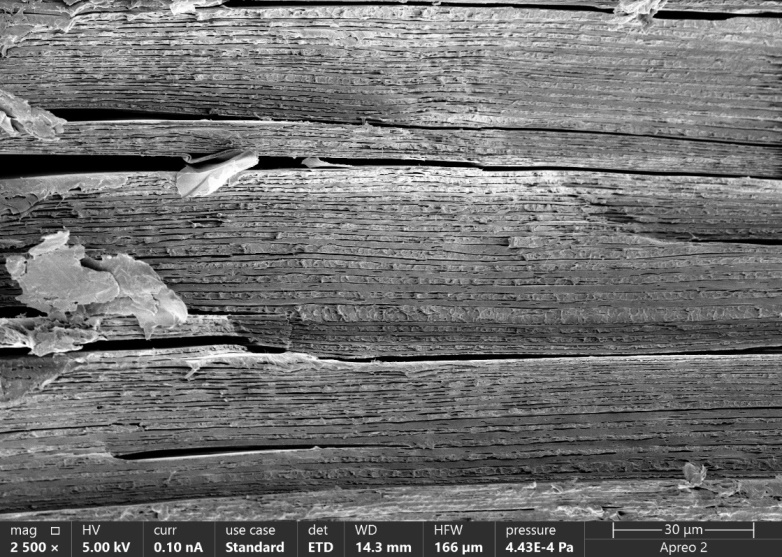 mag □ HV curr use case det WD HFW pressure 30 μm
2 500 × 5.00 kV 0.10 nA Standard ETD 14.3 mm 166 μm 4.43E-4 Pa Apreo 2